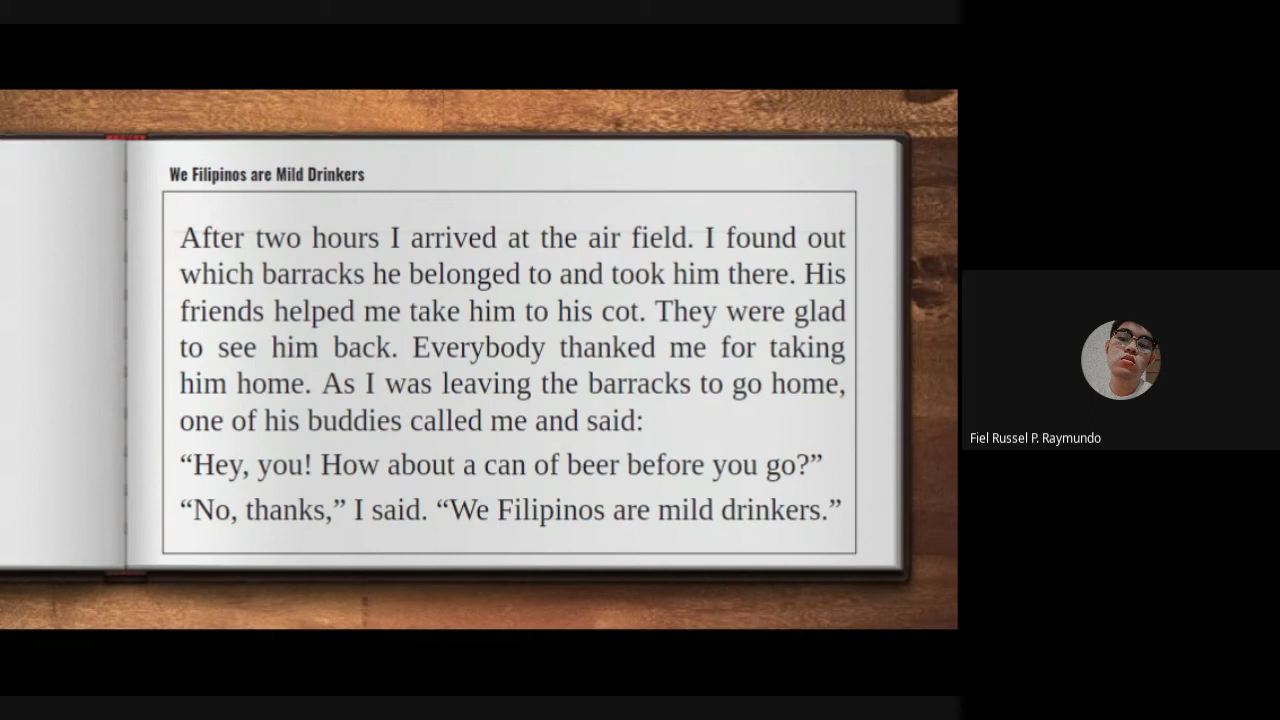 We Filipinos are Mild Drinkers
After two hours I arrived at the air field. I found out
which barracks he belonged to and took him there. His
friends helped me take him to his cot. They were glad
to see him back. Everybody thanked me for taking
him home. As I was leaving the barracks to go home,
one of his buddies called me and said:
“Hey, you! How about a can of beer before you go?”
“No, thanks,” I said. “We Filipinos are mild drinkers.”
Fiel Russel P. Raymundo